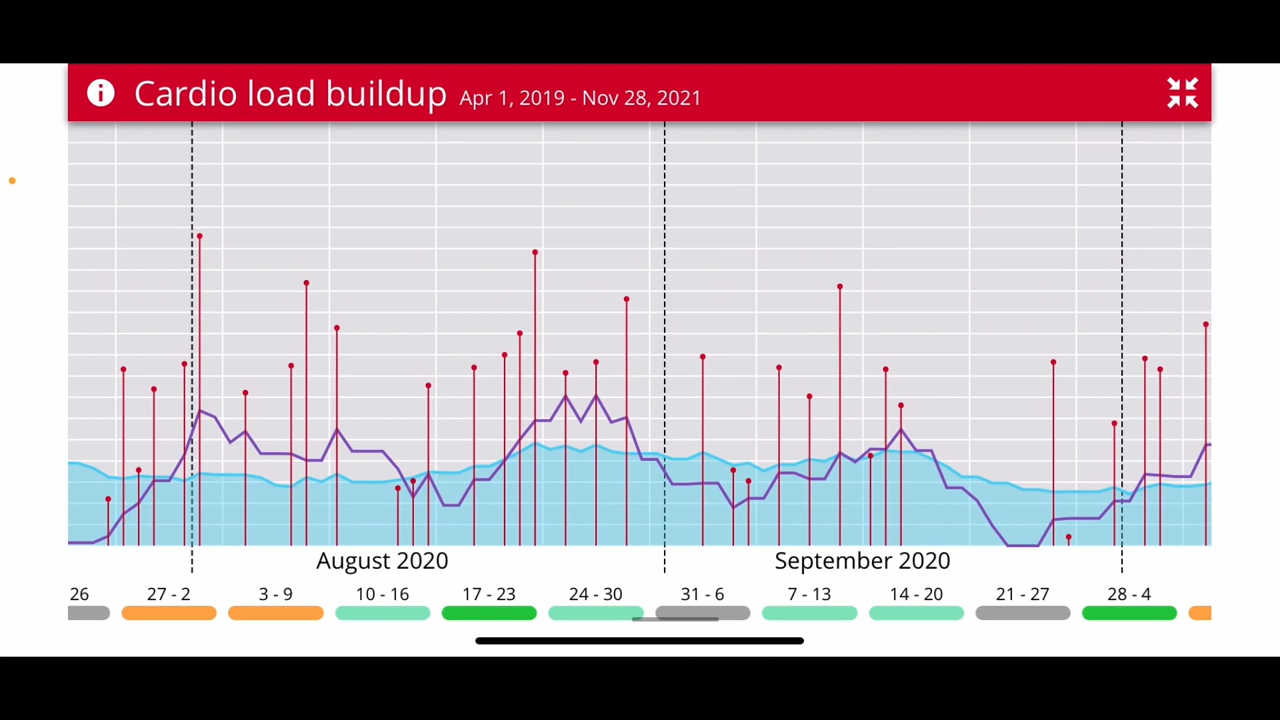 Cardio load buildup Apr 1, 2019 - Nov 28, 2021
August 2020 September 2020
26 27 - 2 3 - 9 10 - 16 17 - 23 24 - 30 31 - 6 7 - 13 14 - 20 21 - 27 28 - 4